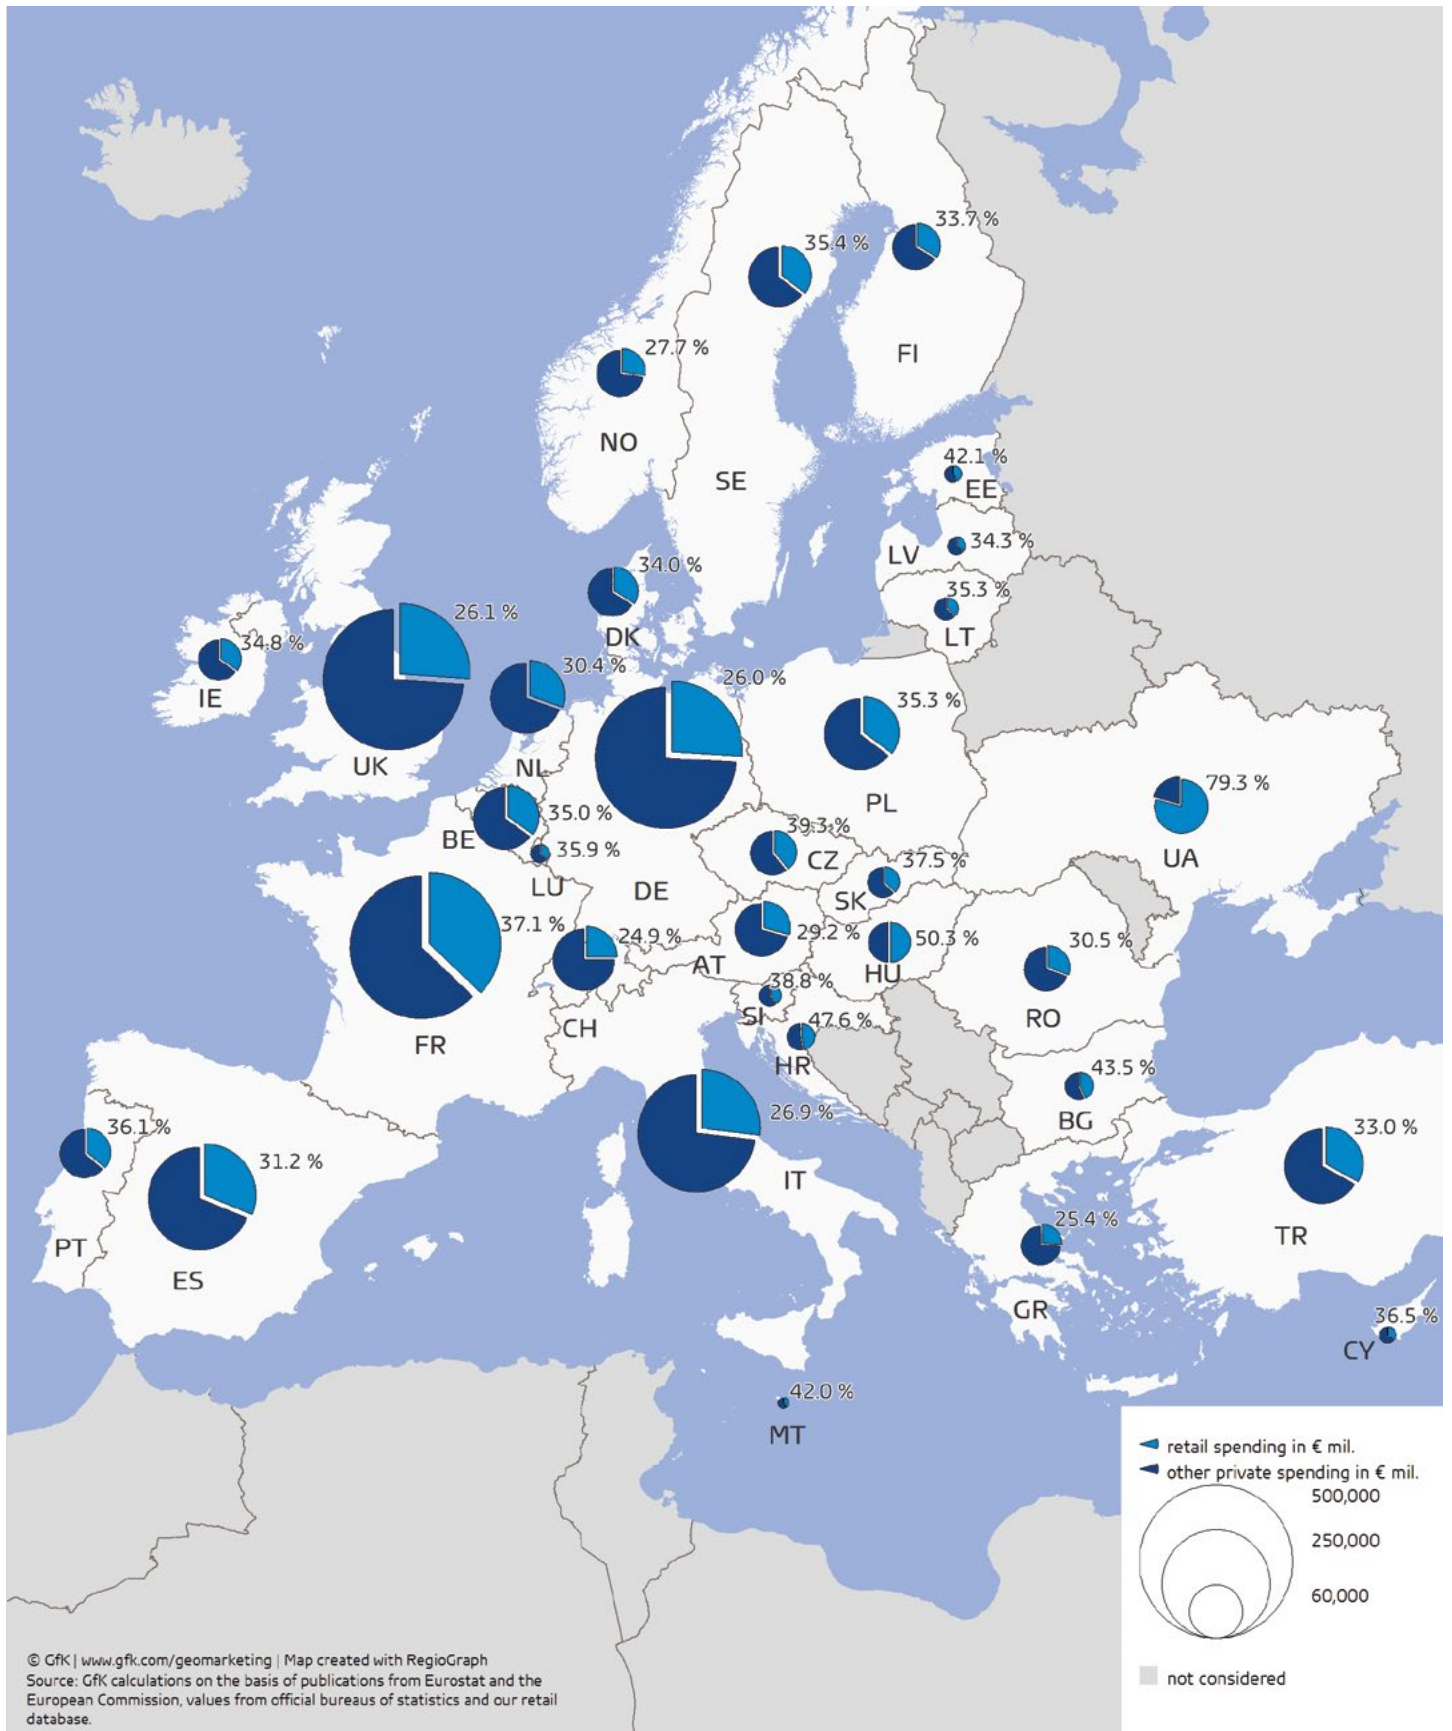 33.7 %
35.4 %
FI
27.7 %
NO
42.1 %
SE
EE
LV
34.3 %
34.0 %
35.3 %
26.1 %
DK
LT
34.8 %
30.4 %
26.0 %
IE
35.3 %
UK
NL
79.3 %
PL
35.0 %
39.3 %
BE
CZ
UA
35.9 %
37.5 %
LU
DE
SK
37.1 %
24.9 %
29.2 %
50.3 %
30.5 %
AT
HU
38.8 %
SI
RO
47.6 %
CH
FR
HR
43.5 %
26.9 %
BG
36.1 %
33.0 %
31.2 %
IT
25.4 %
PT
TR
ES
GR
36.5 %
CY
42.0 %
MT
retail spending in € mil.
other private spending in € mil.
500,000
250,000
60,000
not considered
© GfK | www.gfk.com/geomarketing | Map created with RegioGraph
Source: GfK calculations on the basis of publications from Eurostat and the
European Commission, values from official bureaus of statistics and our retail
database.